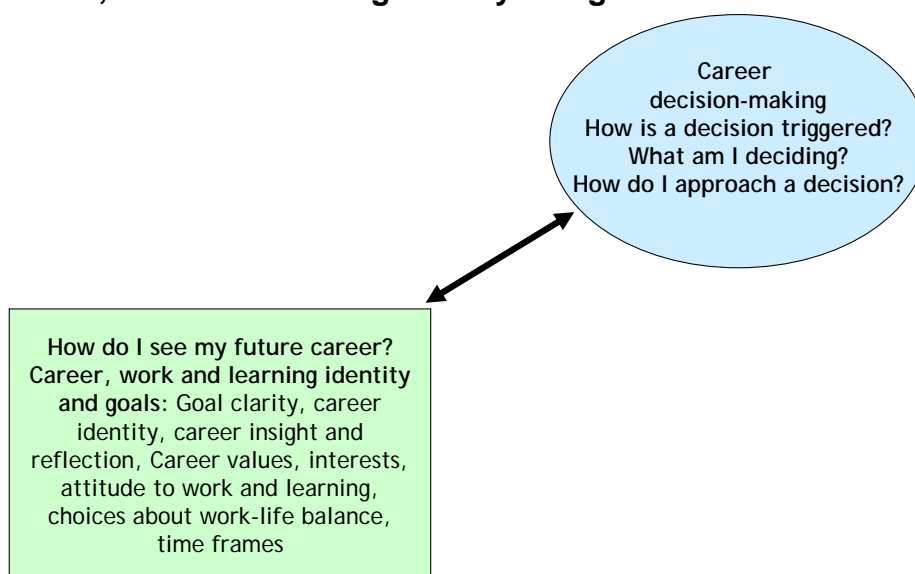 Career
decision-making
How is a decision triggered?
What am I deciding?
How do I approach a decision?
How do I see my future career?
Career, work and learning identity
and goals: Goal clarity, career
identity, career insight and
reflection, Career values, interests,
attitude to work and learning,
choices about work-life balance,
time frames